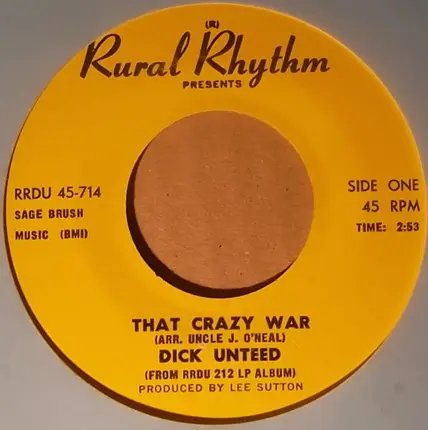 (R)
Rural Rhythm
PRESENTS
RRDU 45-714
SAGE BRUSH
MUSIC (BMI)
SIDE ONE
45 RPM
TIME: 2:53
THAT CRAZY WAR
(ARR. UNCLE J. O'NEAL)
DICK UNTEED
(FROM RRDU 212 LP ALBUM)
PRODUCED BY LEE SUTTON